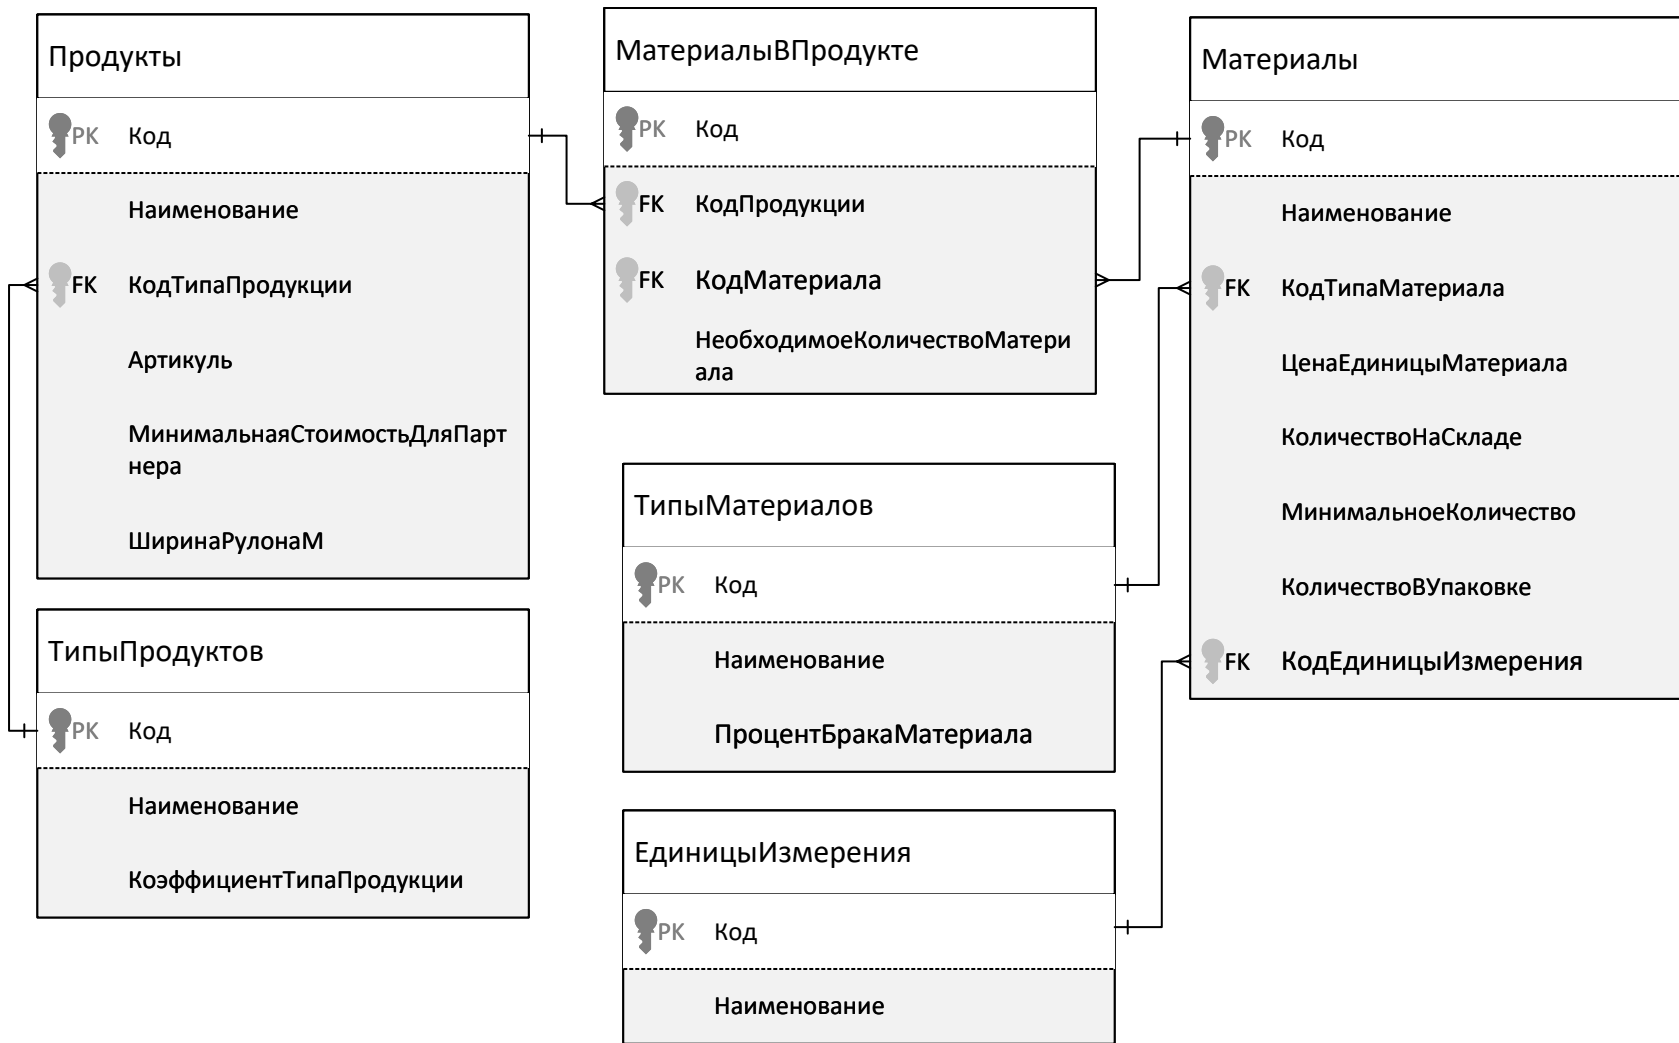 Продукты
PK Код
Наименование
FK КодТипаПродукции
Артикуль
МинимальнаяСтоимостьДляПарт
нера
ШиринаРулонаМ
ТипыПродуктов
PK Код
Наименование
КоэффициентТипаПродукции
МатериалыВПродукте
PK Код
FK КодПродукции
FK КодМатериала
НеобходимоеКоличествоМатери
ала
ТипыМатериалов
PK Код
Наименование
ПроцентБракаМатериала
ЕдиницыИзмерения
PK Код
Наименование
Материалы
PK Код
Наименование
FK КодТипаМатериала
ЦенаЕдиницыМатериала
КоличествоНаСкладе
МинимальноеКоличество
КоличествоВУпаковке
FK КодЕдиницыИзмерения